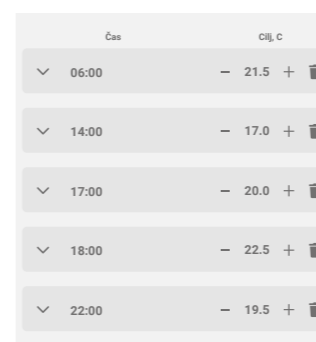 Čas Cilj, C
06:00 − 21.5 +
14:00 − 17.0 +
17:00 − 20.0 +
18:00 − 22.5 +
22:00 − 19.5 +